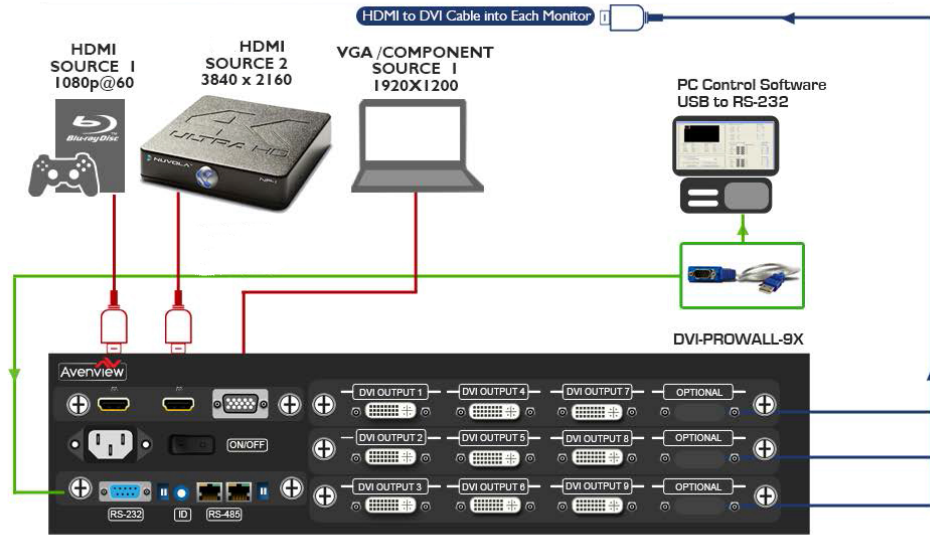 HDMI to DVI Cable into Each Monitor
HDMI
SOURCE 1
1080p@60
HDMI
SOURCE 2
3840 x 2160
VGA/COMPONENT
SOURCE 1
1920X1200
PC Control Software
USB to RS-232
Blu-ray Disc
4K
ULTRA HD
NUVOLA
NP-1
DVI-PROWALL-9X
Avenview
DVI OUTPUT 1
DVI OUTPUT 4
DVI OUTPUT 7
OPTIONAL
ON/OFF
DVI OUTPUT 2
DVI OUTPUT 5
DVI OUTPUT 8
OPTIONAL
DVI OUTPUT 3
DVI OUTPUT 6
DVI OUTPUT 9
OPTIONAL
RS-232
ID
RS-485